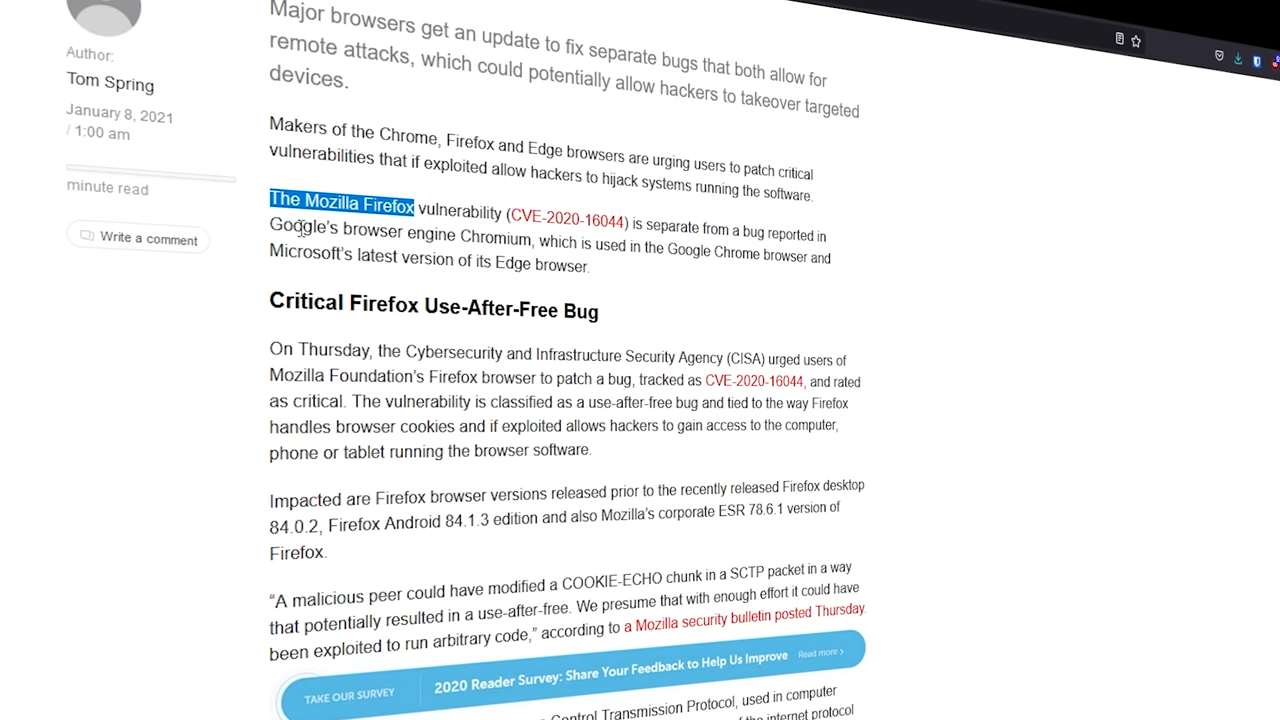 Major browsers get an update to fix separate bugs that both allow for
remote attacks, which could potentially allow hackers to takeover targeted
devices.
Author:
Tom Spring
January 8, 2021
/ 1:00 am
minute read
Write a comment
Makers of the Chrome, Firefox and Edge browsers are urging users to patch critical
vulnerabilities that if exploited allow hackers to hijack systems running the software.
The Mozilla Firefox vulnerability (CVE-2020-16044) is separate from a bug reported in
Google’s browser engine Chromium, which is used in the Google Chrome browser and
Microsoft’s latest version of its Edge browser.
Critical Firefox Use-After-Free Bug
On Thursday, the Cybersecurity and Infrastructure Security Agency (CISA) urged users of
Mozilla Foundation’s Firefox browser to patch a bug, tracked as CVE-2020-16044, and rated
as critical. The vulnerability is classified as a use-after-free bug and tied to the way Firefox
handles browser cookies and if exploited allows hackers to gain access to the computer,
phone or tablet running the browser software.
Impacted are Firefox browser versions released prior to the recently released Firefox desktop
84.0.2, Firefox Android 84.1.3 edition and also Mozilla’s corporate ESR 78.6.1 version of
Firefox.
“A malicious peer could have modified a COOKIE-ECHO chunk in a SCTP packet in a way
that potentially resulted in a use-after-free. We presume that with enough effort it could have
been exploited to run arbitrary code,” according to a Mozilla security bulletin posted Thursday.
TAKE OUR SURVEY 2020 Reader Survey: Share Your Feedback to Help Us Improve Read more ›
Control Transmission Protocol, used in computer
of the internet protocol